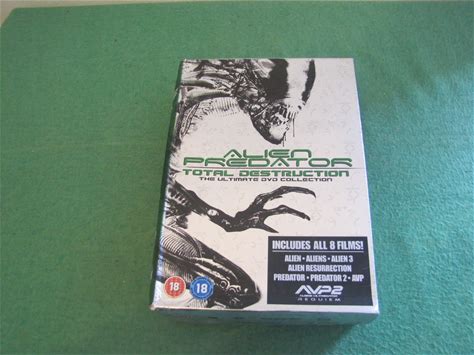 ALIEN
PREDATOR
TOTAL DESTRUCTION
THE ULTIMATE DVD COLLECTION
INCLUDES ALL 8 FILMS!
ALIEN • ALIENS • ALIEN 3
ALIEN RESURRECTION
PREDATOR • PREDATOR 2 • AVP
AVP2
REQUIEM
18
18